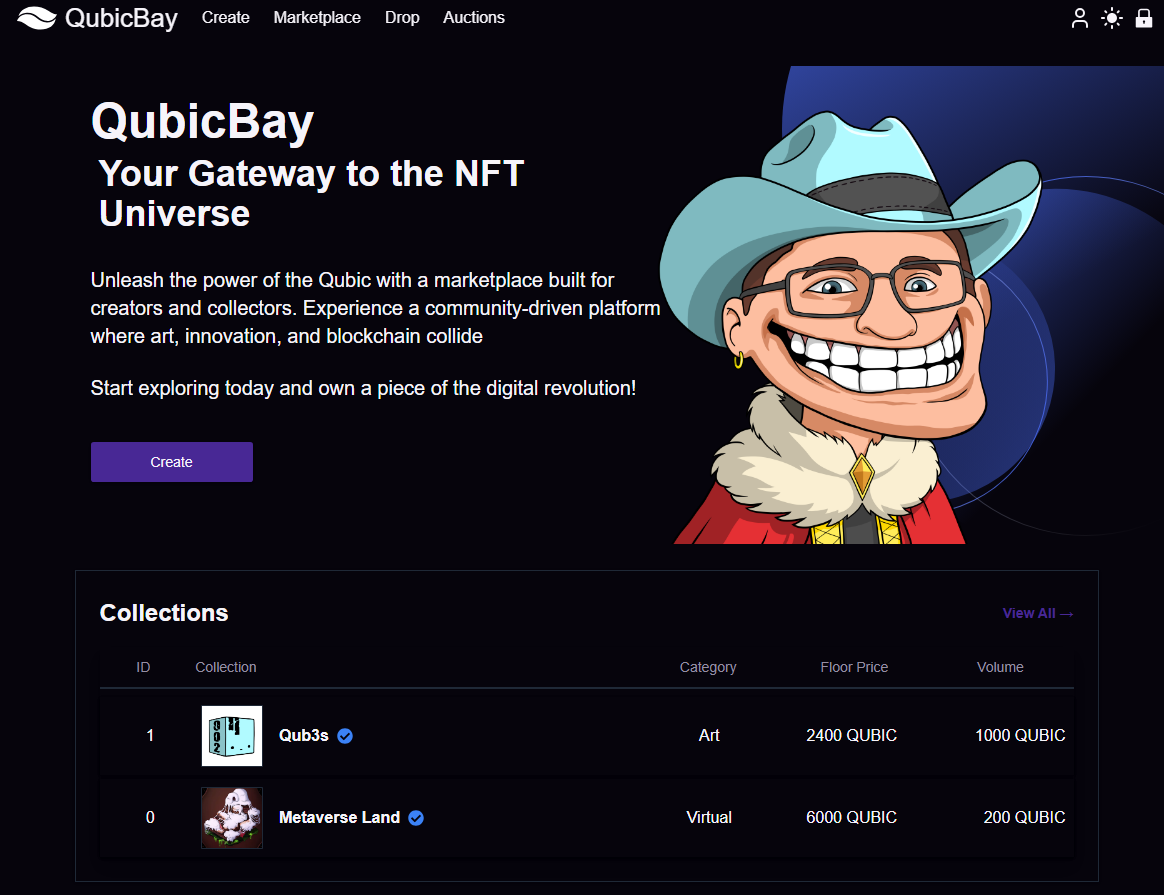 QubicBay Create Marketplace Drop Auctions
QubicBay
Your Gateway to the NFT
Universe
Unleash the power of the Qubic with a marketplace built for
creators and collectors. Experience a community-driven platform
where art, innovation, and blockchain collide
Start exploring today and own a piece of the digital revolution!
Create
Collections View All →
ID Collection Category Floor Price Volume
1 002 Qub3s Art 2400 QUBIC 1000 QUBIC
0 Metaverse Land Virtual 6000 QUBIC 200 QUBIC